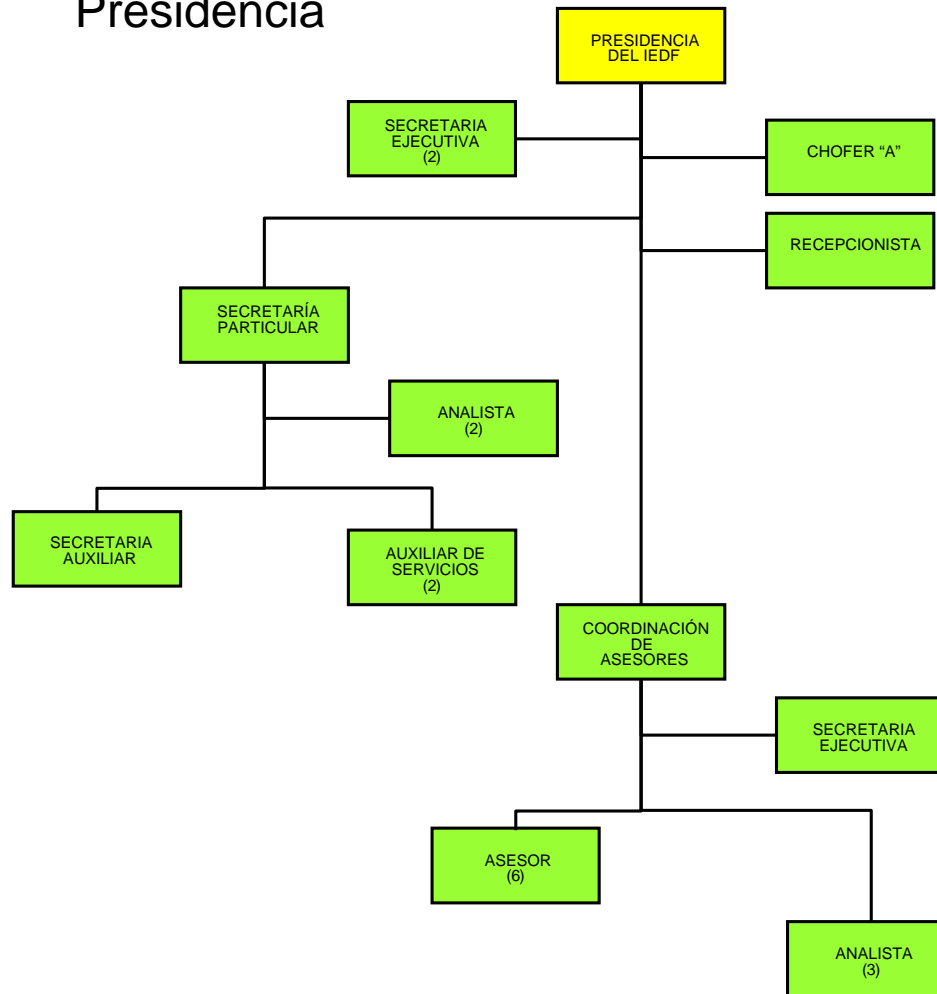 Presidencia
PRESIDENCIA
DEL IEDF
SECRETARIA
EJECUTIVA
(2)
CHOFER “A”
RECEPCIONISTA
SECRETARÍA
PARTICULAR
ANALISTA
(2)
SECRETARIA
AUXILIAR
AUXILIAR DE
SERVICIOS
(2)
COORDINACIÓN
DE
ASESORES
SECRETARIA
EJECUTIVA
ASESOR
(6)
ANALISTA
(3)